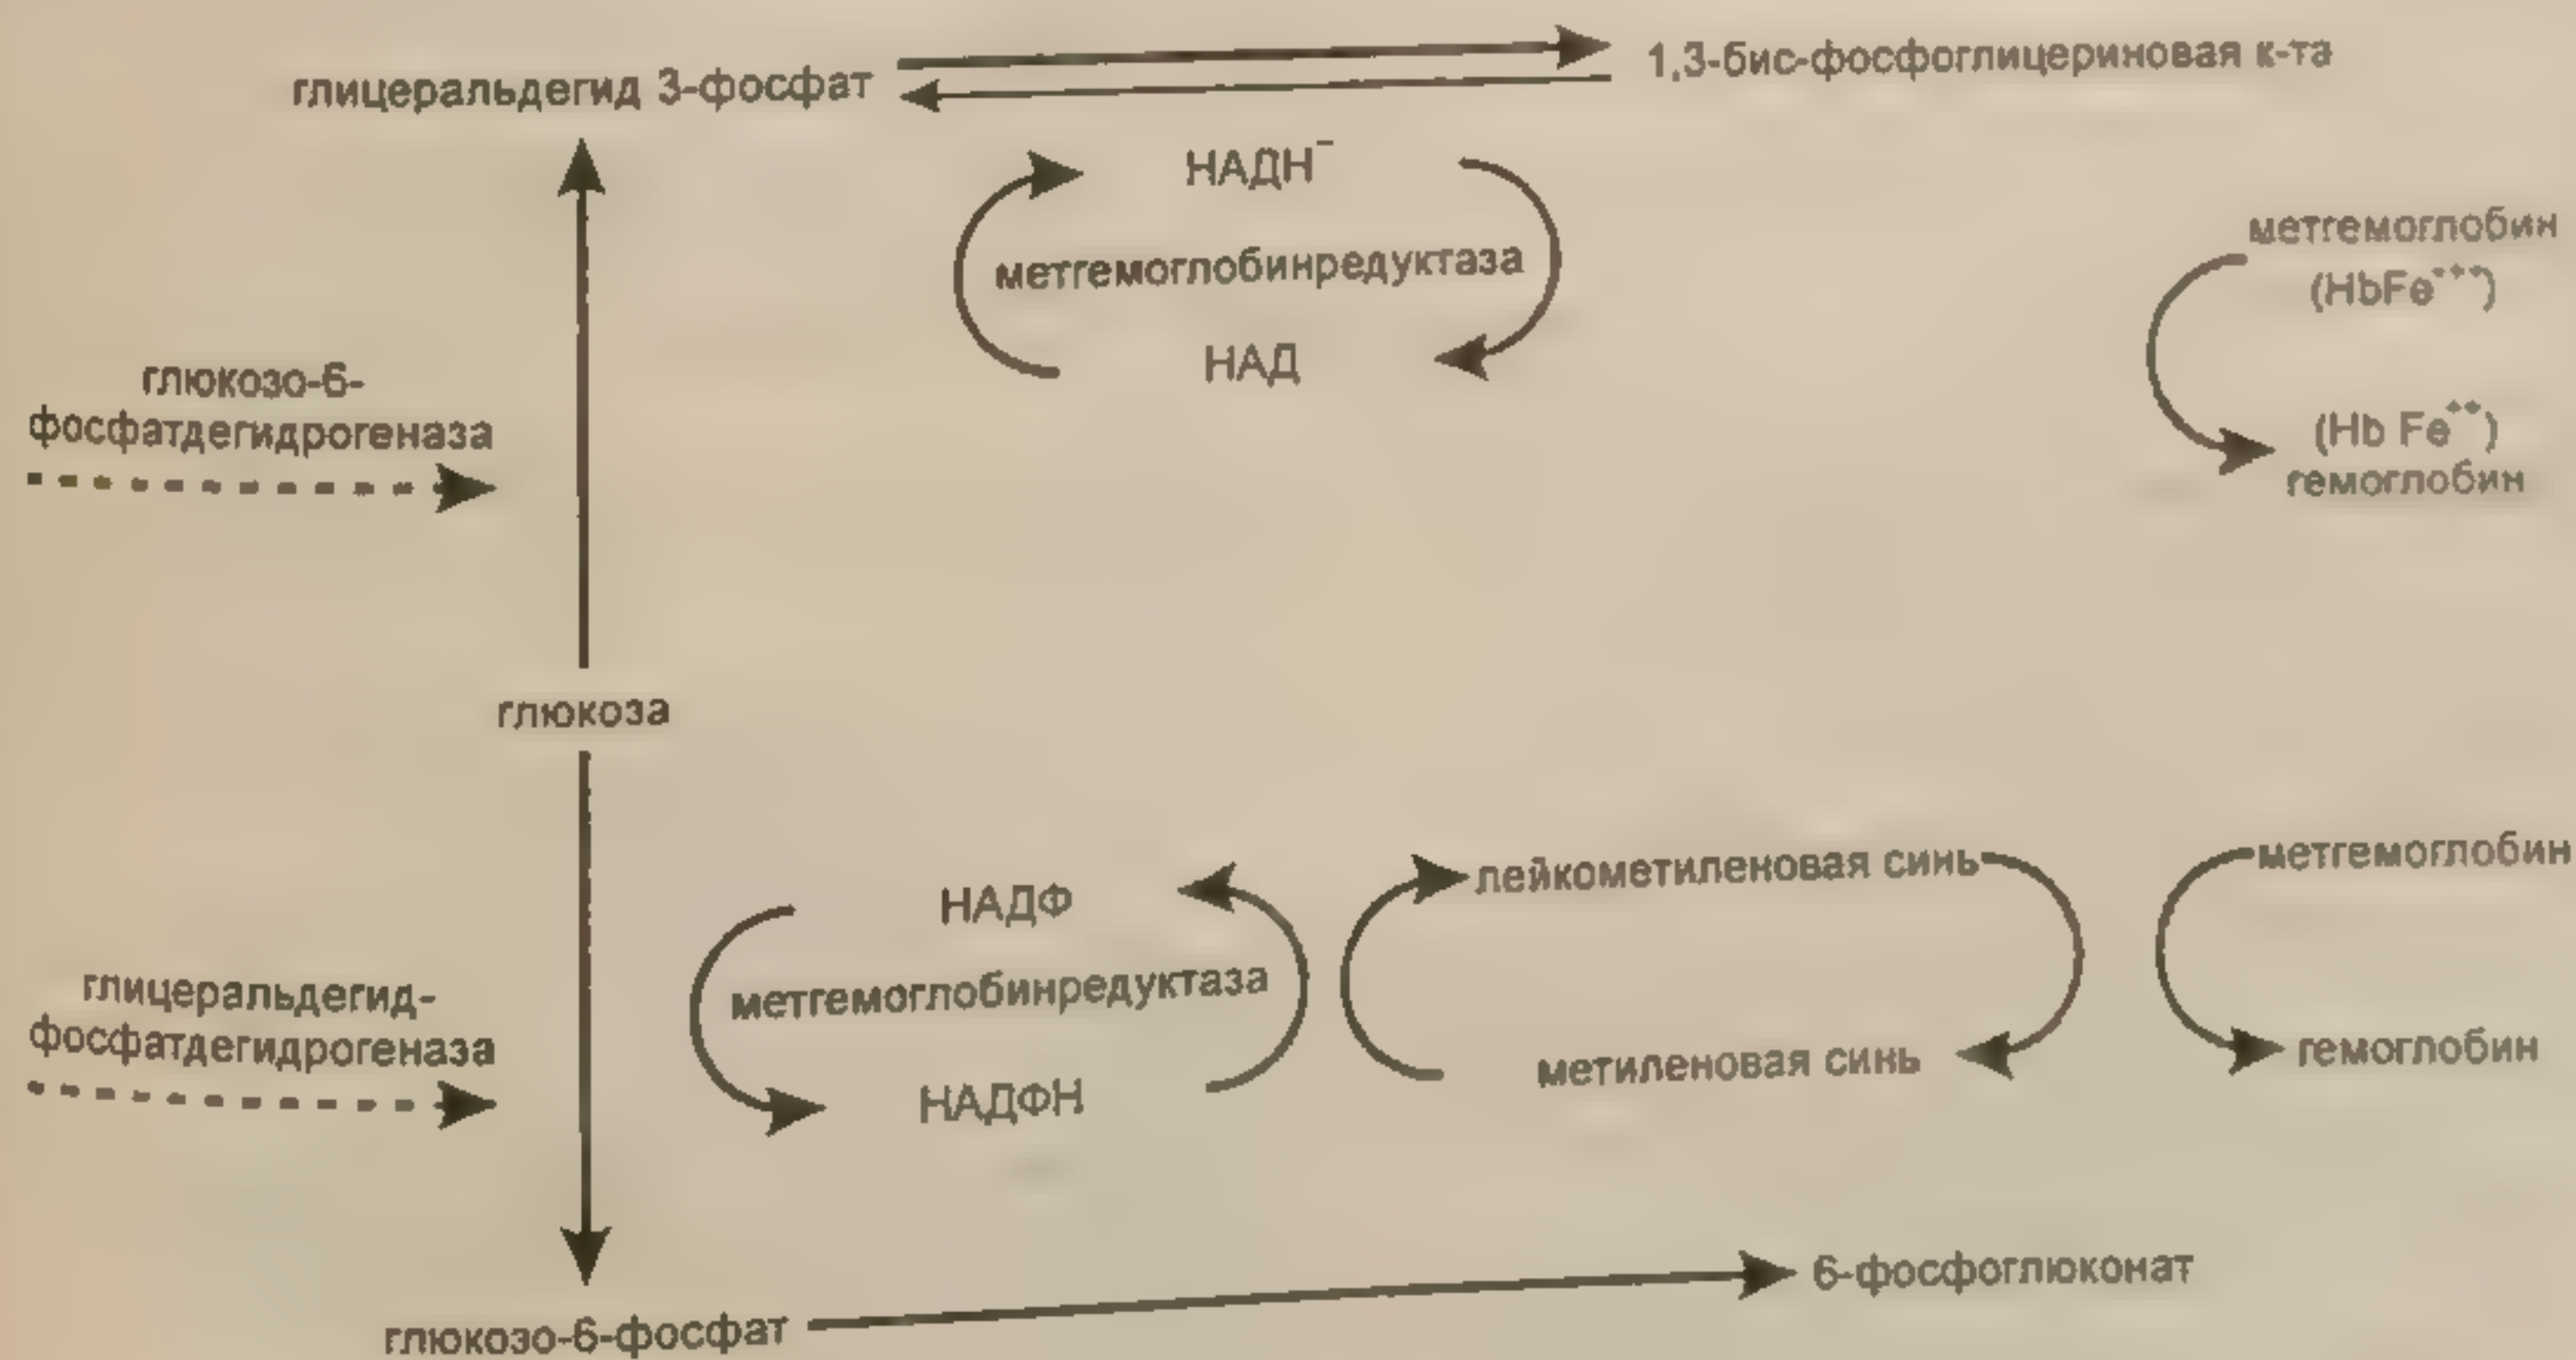 глицеральдегид 3-фосфат
1,3-бис-фосфоглицериновая к-та
НАДН⁻
метгемоглобинредуктаза
НАД
метгемоглобин
(HbFe⁺⁺⁺)
(Hb Fe⁺⁺)
гемоглобин
глюкозо-6-
фосфатдегидрогеназа
глюкоза
глицеральдегид-
фосфатдегидрогеназа
НАДФ
метгемоглобинредуктаза
НАДФН
лейкометиленовая синь
метиленовая синь
метгемоглобин
гемоглобин
глюкозо-6-фосфат
6-фосфоглюконат